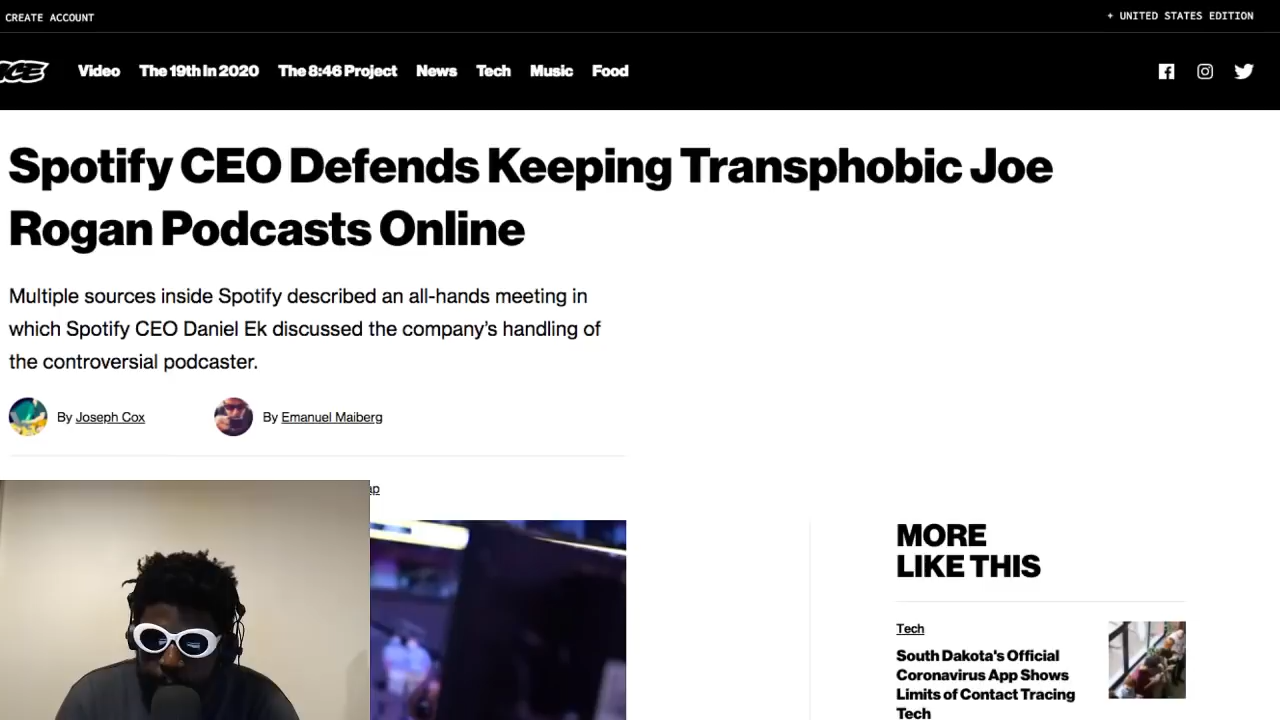 CREATE ACCOUNT
+ UNITED STATES EDITION
Video The 19th In 2020 The 8:46 Project News Tech Music Food
Spotify CEO Defends Keeping Transphobic Joe
Rogan Podcasts Online
Multiple sources inside Spotify described an all-hands meeting in
which Spotify CEO Daniel Ek discussed the company's handling of
the controversial podcaster.
By Joseph Cox
By Emanuel Maiberg
MORE
LIKE THIS
Tech
South Dakota's Official
Coronavirus App Shows
Limits of Contact Tracing
Tech